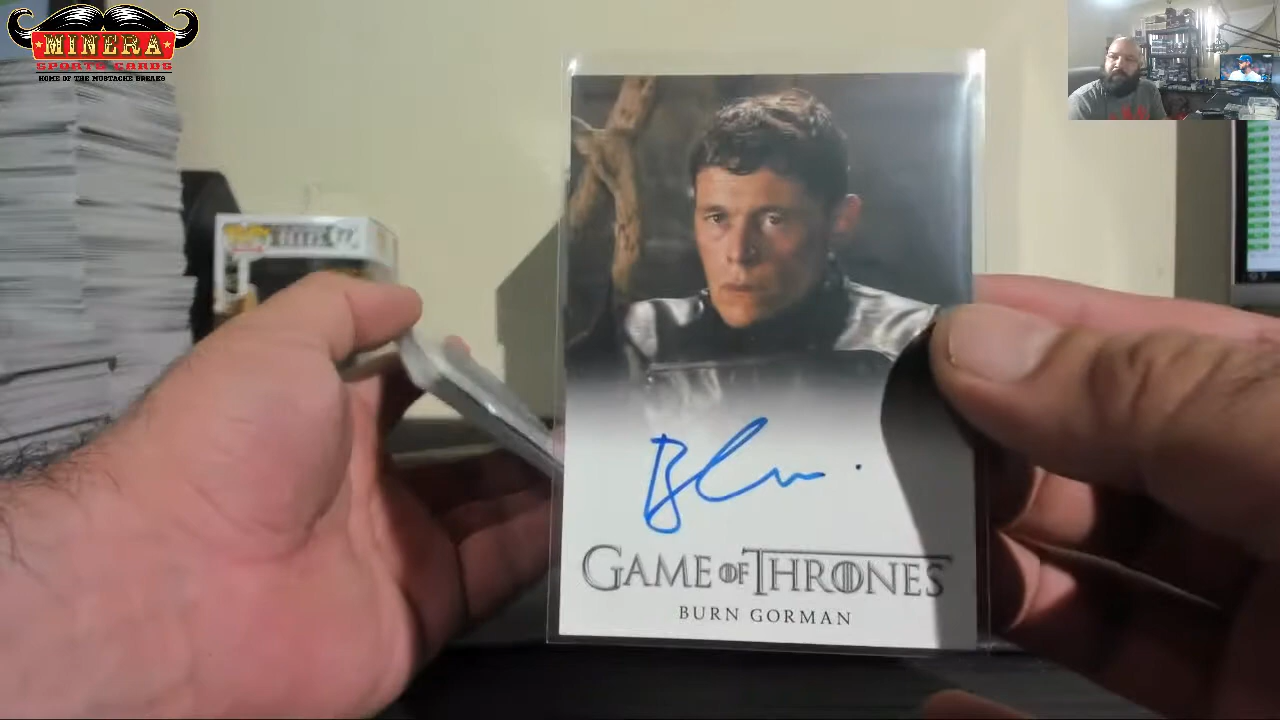 MINERA
SPORTS CARDS
HOME OF THE MUSTACHE BREAKS
GAME OF THRONES
BURN GORMAN